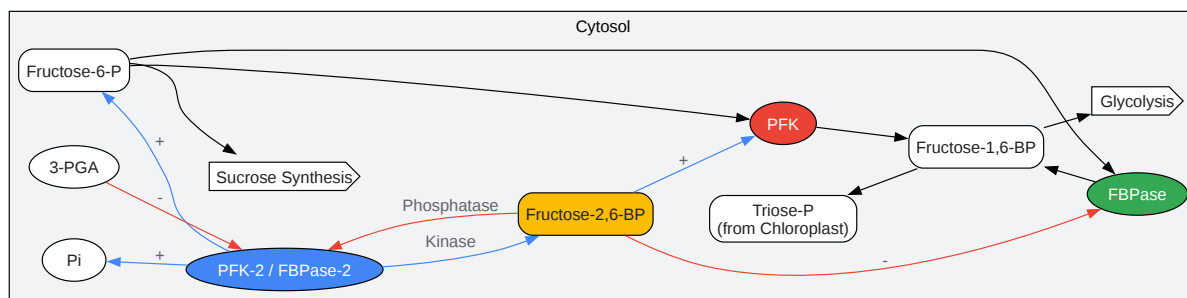 Cytosol
Fructose-6-P
Glycolysis
PFK
+
3-PGA
Fructose-1,6-BP
+
Sucrose Synthesis
FBPase
-
Phosphatase
Fructose-2,6-BP
Triose-P
(from Chloroplast)
Kinase
Pi
+
PFK-2 / FBPase-2
-